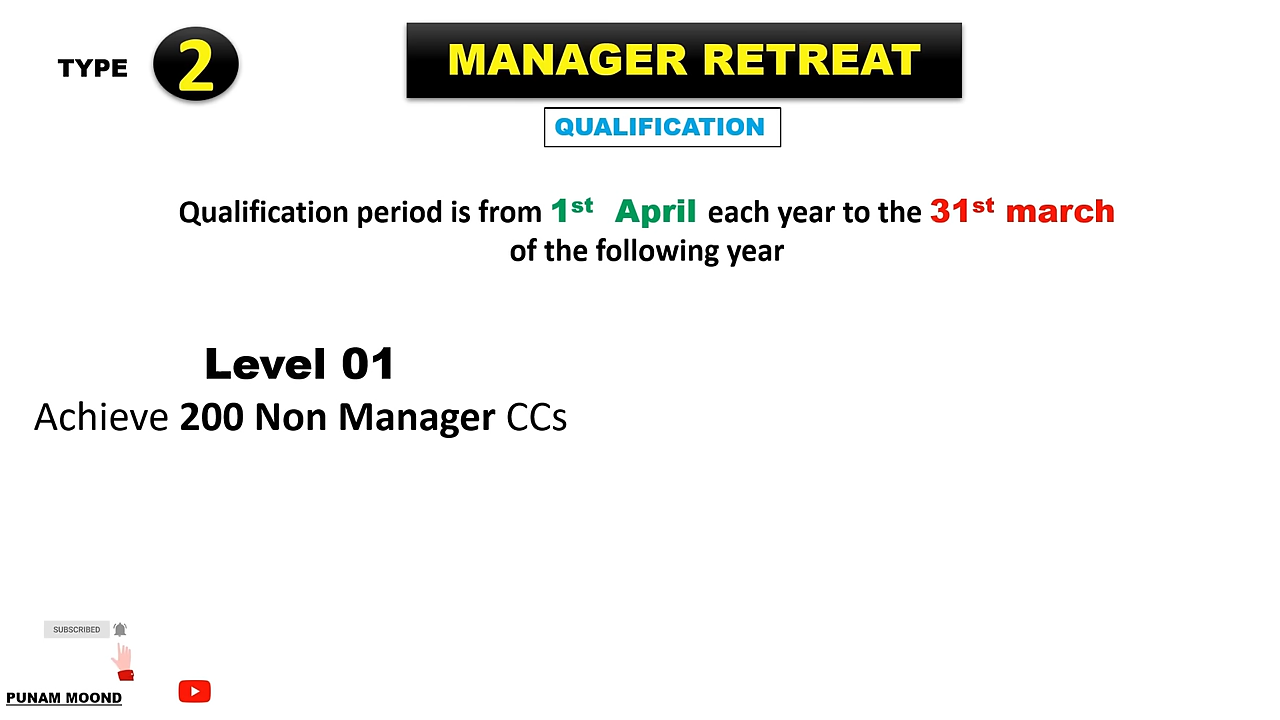 TYPE 2
MANAGER RETREAT
QUALIFICATION
Qualification period is from 1st April each year to the 31st march
of the following year
Level 01
Achieve 200 Non Manager CCs
SUBSCRIBED
PUNAM MOOND